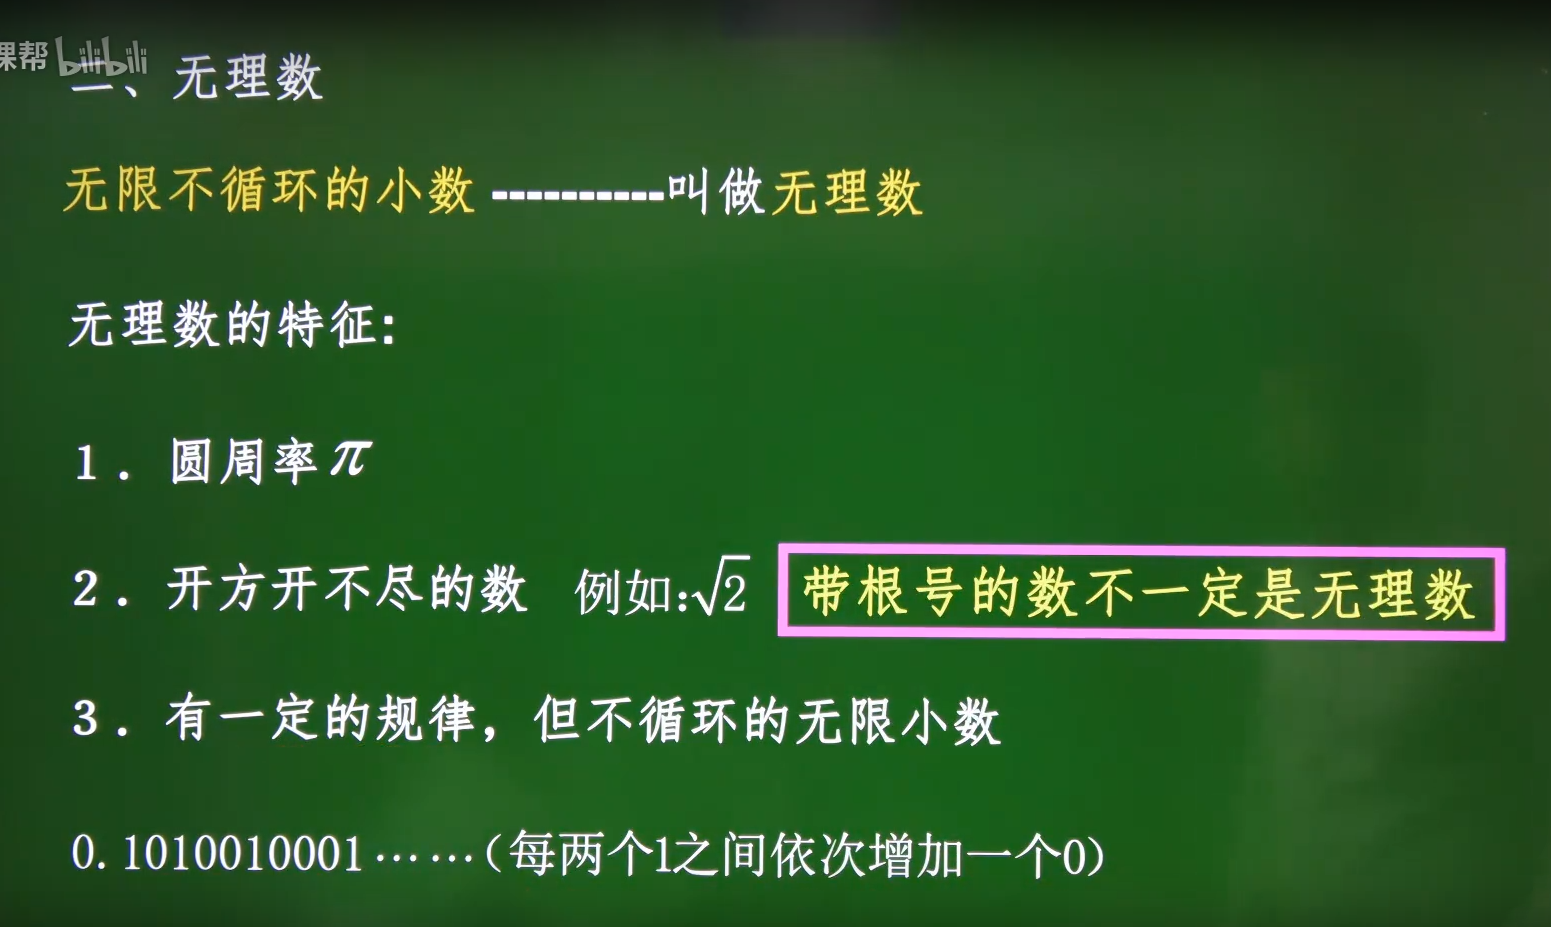 课帮 bilibili
二、无理数
无限不循环的小数----------叫做无理数
无理数的特征:
1．圆周率π
2．开方开不尽的数 例如:√2 带根号的数不一定是无理数
3．有一定的规律，但不循环的无限小数
0.1010010001……（每两个1之间依次增加一个0）